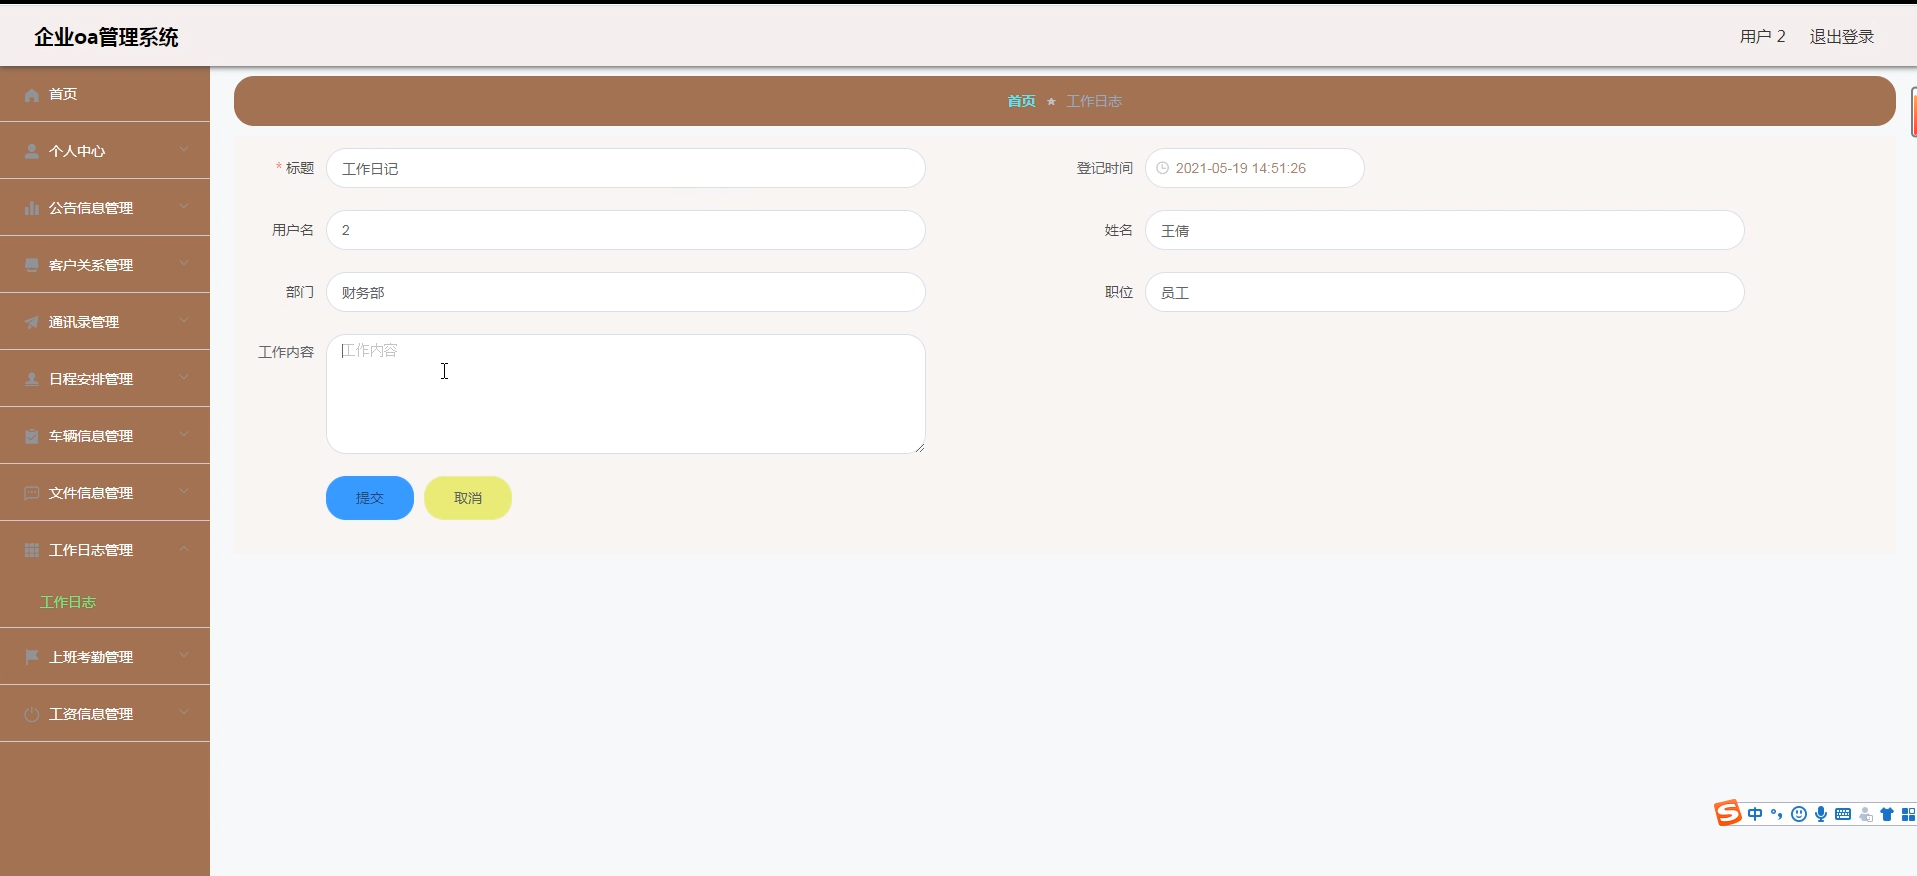 企业oa管理系统
用户 2 退出登录
首页
个人中心
公告信息管理
客户关系管理
通讯录管理
日程安排管理
车辆信息管理
文件信息管理
工作日志管理
工作日志
上班考勤管理
工资信息管理
首页 工作日志
* 标题 工作日记
登记时间 2021-05-19 14:51:26
用户名 2
姓名 王倩
部门 财务部
职位 员工
工作内容 工作内容
提交 取消
S 中